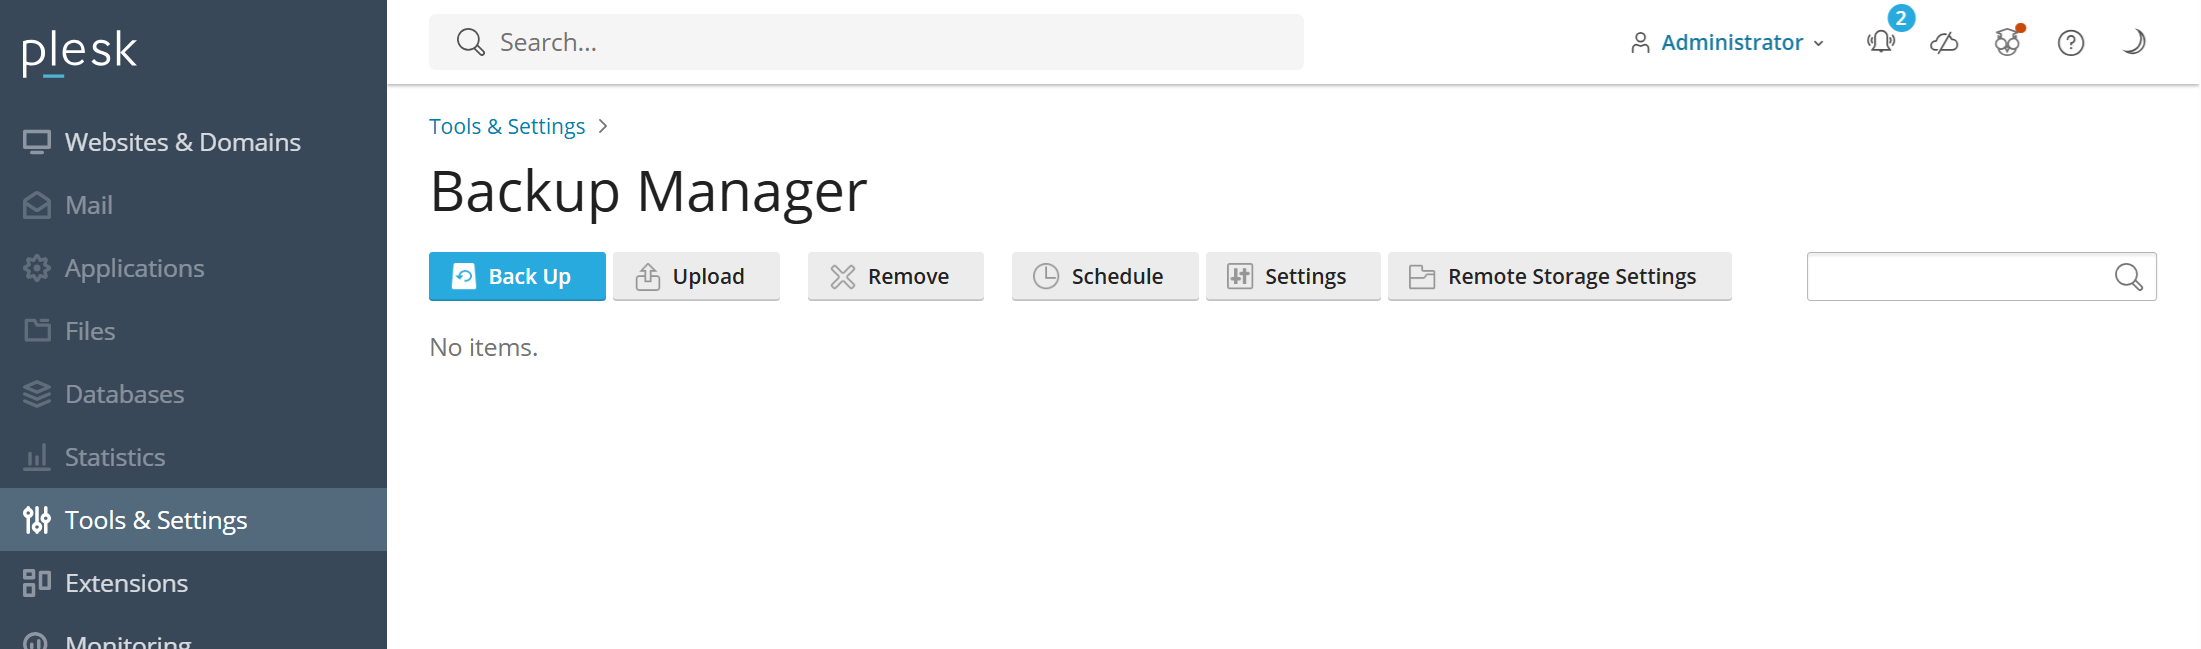 plesk
Websites & Domains
Mail
Applications
Files
Databases
Statistics
Tools & Settings
Extensions
Monitoring
Search...
Administrator
2
Tools & Settings
Backup Manager
Back Up
Upload
Remove
Schedule
Settings
Remote Storage Settings
No items.